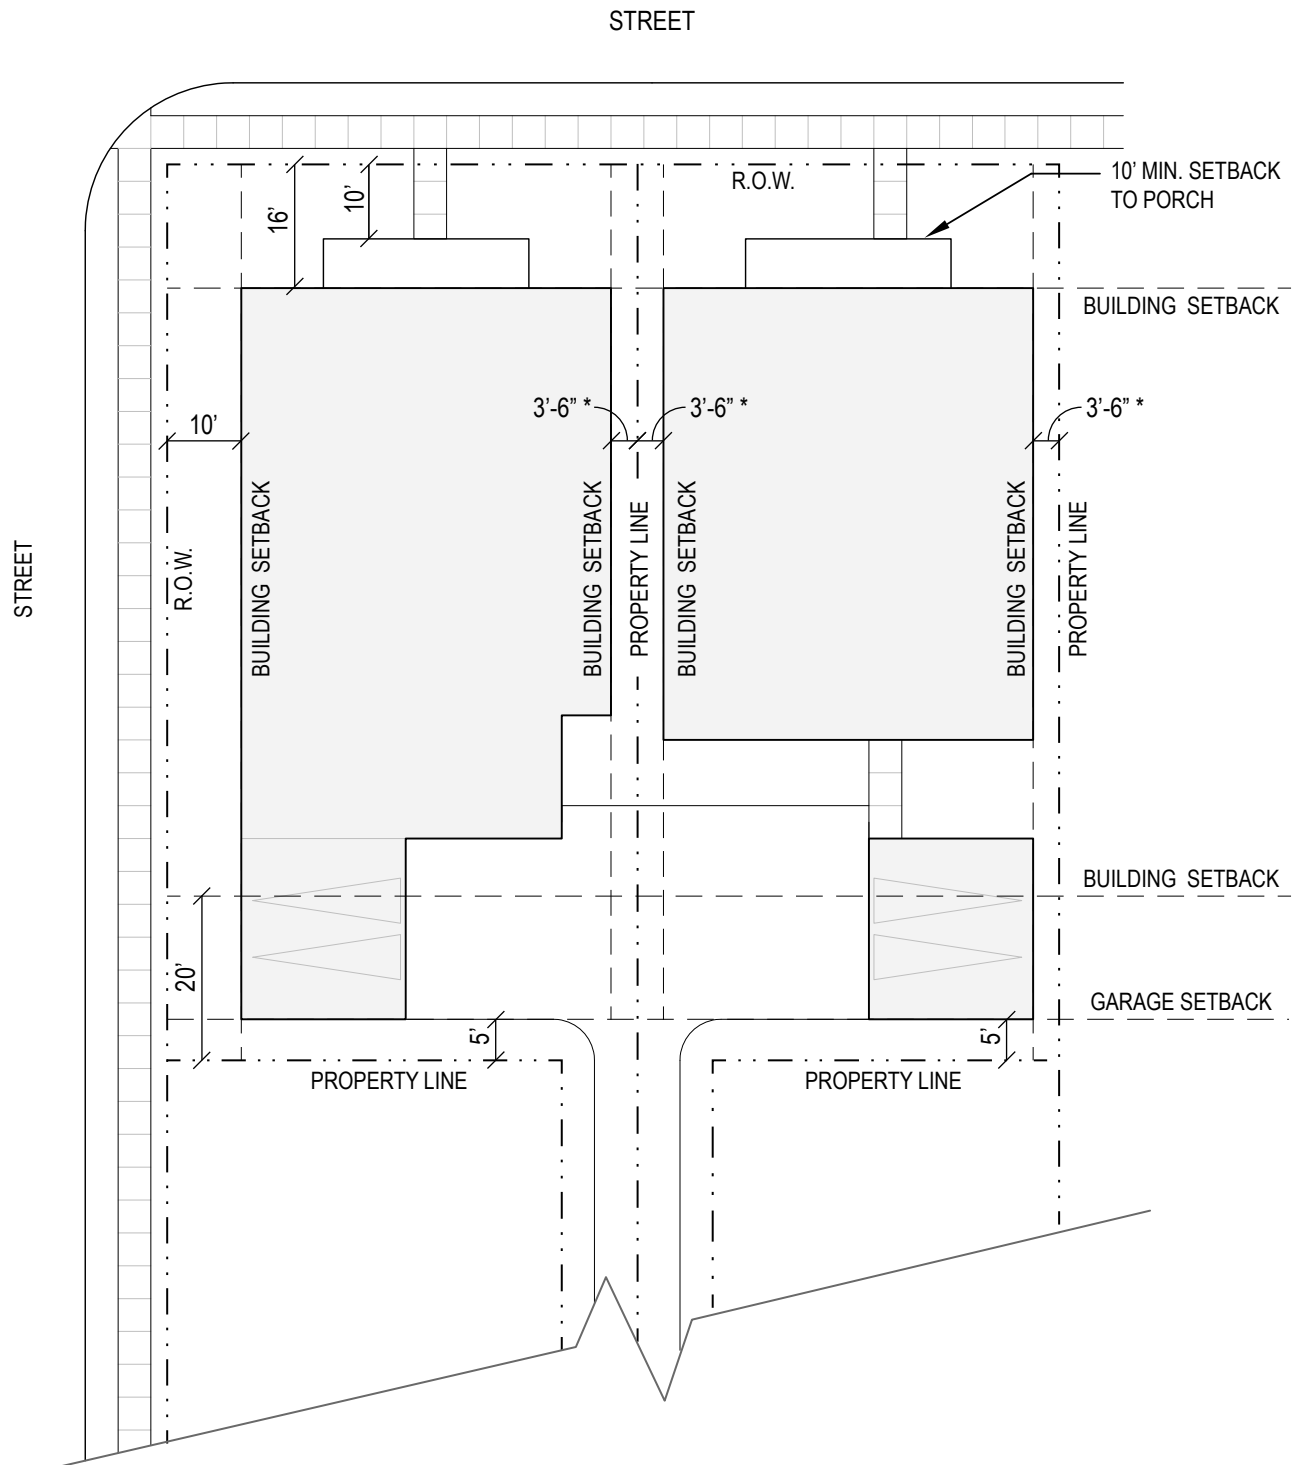 STREET
10' MIN. SETBACK
TO PORCH
R.O.W.
10'
16'
BUILDING SETBACK
3'-6” *
3'-6” *
3'-6” *
10'
BUILDING SETBACK
BUILDING SETBACK
PROPERTY LINE
BUILDING SETBACK
BUILDING SETBACK
PROPERTY LINE
STREET
R.O.W.
BUILDING SETBACK
20'
GARAGE SETBACK
5'
5'
PROPERTY LINE
PROPERTY LINE